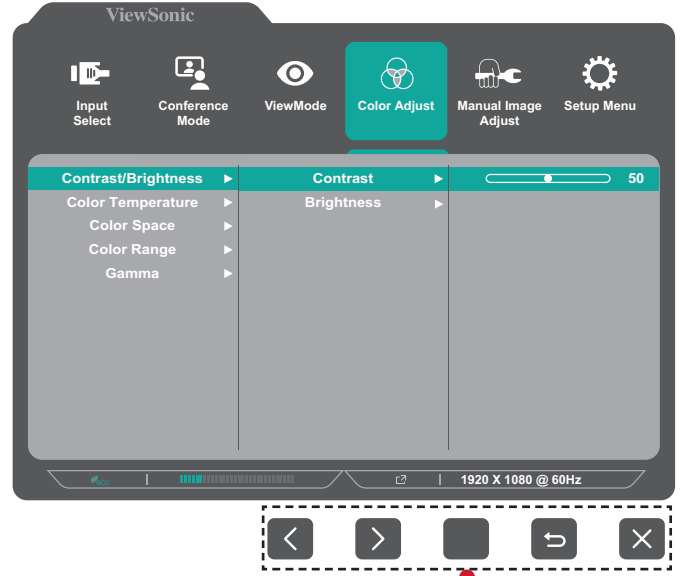 ViewSonic
Input
Select
Conference
Mode
ViewMode
Color Adjust
Manual Image
Adjust
Setup Menu
Contrast/Brightness
Contrast
50
Color Temperature
Brightness
Color Space
Color Range
Gamma
eco
1920 X 1080 @ 60Hz